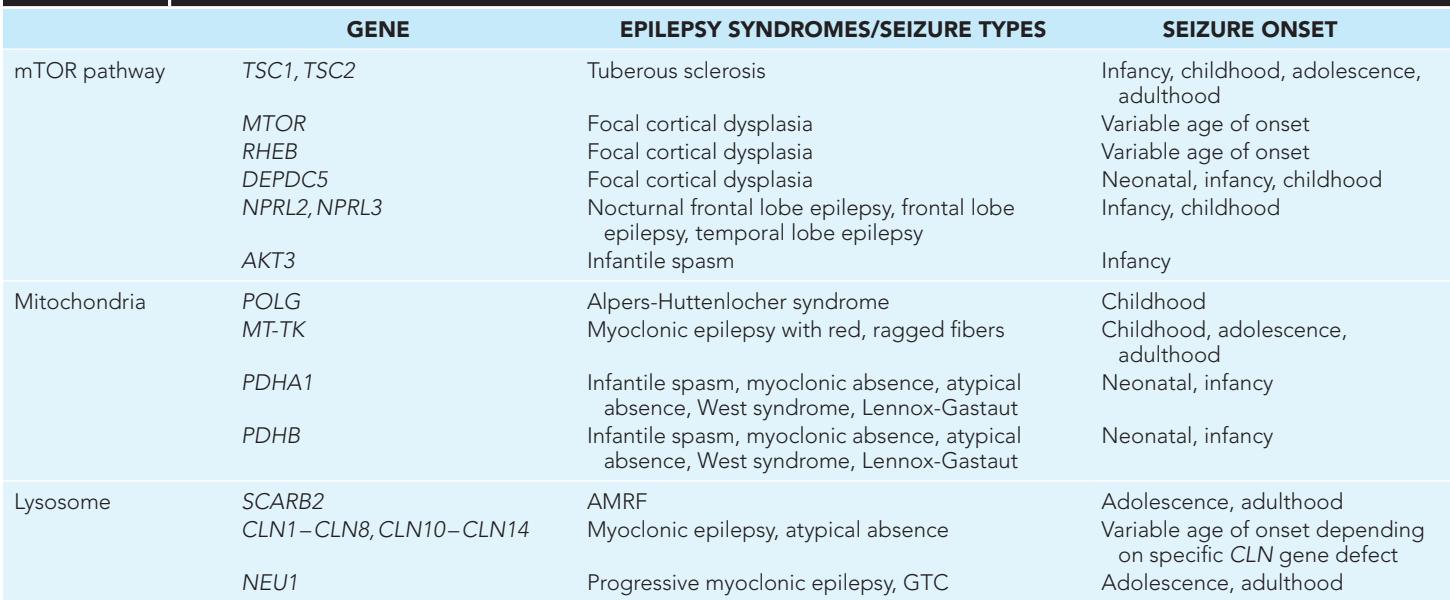 GENE EPILEPSY SYNDROMES/SEIZURE TYPES SEIZURE ONSET
mTOR pathway TSC1, TSC2 Tuberous sclerosis Infancy, childhood, adolescence,
adulthood
MTOR Focal cortical dysplasia Variable age of onset
RHEB Focal cortical dysplasia Variable age of onset
DEPDC5 Focal cortical dysplasia Neonatal, infancy, childhood
NPRL2, NPRL3 Nocturnal frontal lobe epilepsy, frontal lobe Infancy, childhood
epilepsy, temporal lobe epilepsy
AKT3 Infantile spasm Infancy
Mitochondria POLG Alpers-Huttenlocher syndrome Childhood
MT-TK Myoclonic epilepsy with red, ragged fibers Childhood, adolescence,
adulthood
PDHA1 Infantile spasm, myoclonic absence, atypical Neonatal, infancy
absence, West syndrome, Lennox-Gastaut
PDHB Infantile spasm, myoclonic absence, atypical Neonatal, infancy
absence, West syndrome, Lennox-Gastaut
Lysosome SCARB2 AMRF Adolescence, adulthood
CLN1–CLN8, CLN10–CLN14 Myoclonic epilepsy, atypical absence Variable age of onset depending
on specific CLN gene defect
NEU1 Progressive myoclonic epilepsy, GTC Adolescence, adulthood